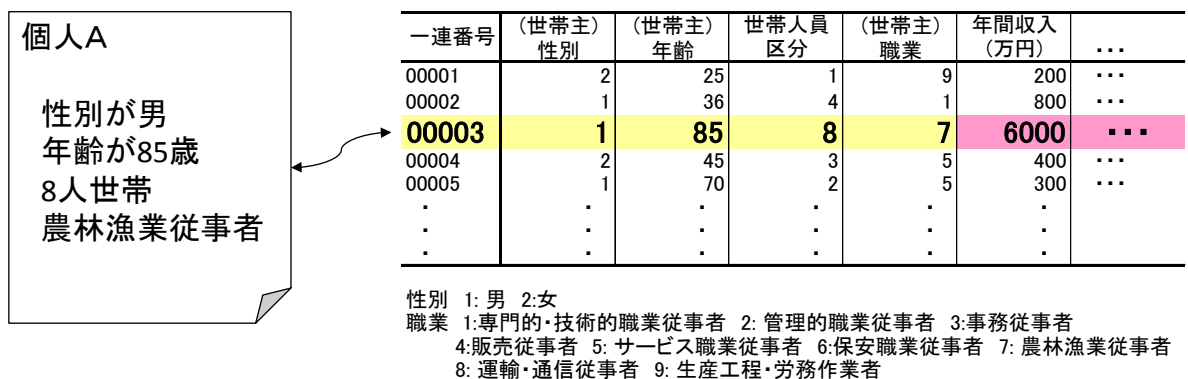 個人A
性別が男
年齢が85歳
8人世帯
農林漁業従事者
一連番号 (世帯主)性別 (世帯主)年齢 世帯人員区分 (世帯主)職業 年間収入(万円) ・・・
00001 2 25 1 9 200 ・・・
00002 1 36 4 1 800 ・・・
00003 1 85 8 7 6000 ・・・
00004 2 45 3 5 400 ・・・
00005 1 70 2 5 300 ・・・
・ ・ ・ ・ ・ ・
・ ・ ・ ・ ・ ・
・ ・ ・ ・ ・ ・
性別 1: 男 2:女
職業 1:専門的・技術的職業従事者 2: 管理的職業従事者 3:事務従事者
4:販売従事者 5: サービス職業従事者 6:保安職業従事者 7: 農林漁業従事者
8: 運輸・通信従事者 9: 生産工程・労務作業者